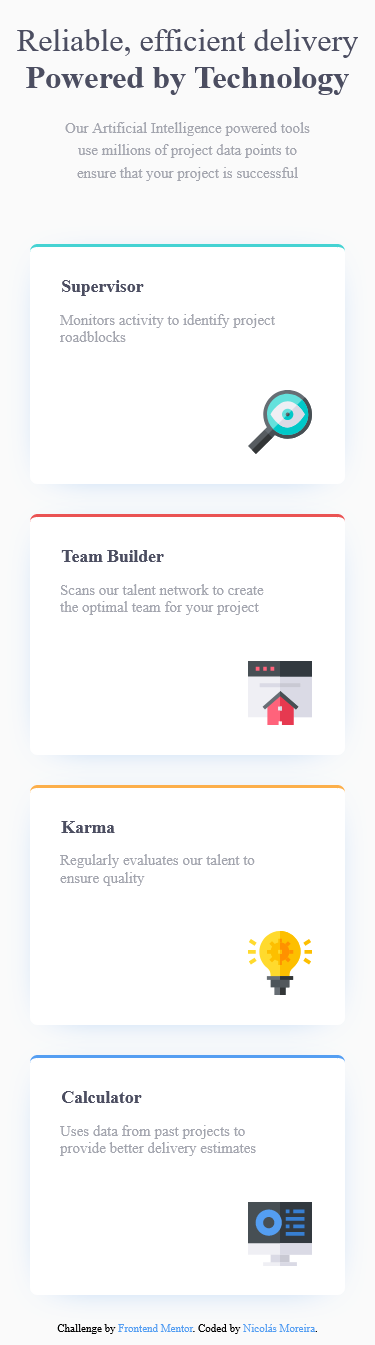 Reliable, efficient delivery
Powered by Technology
Our Artificial Intelligence powered tools
use millions of project data points to
ensure that your project is successful
Supervisor
Monitors activity to identify project
roadblocks
Team Builder
Scans our talent network to create
the optimal team for your project
Karma
Regularly evaluates our talent to
ensure quality
Calculator
Uses data from past projects to
provide better delivery estimates
Challenge by Frontend Mentor. Coded by Nicolás Moreira.